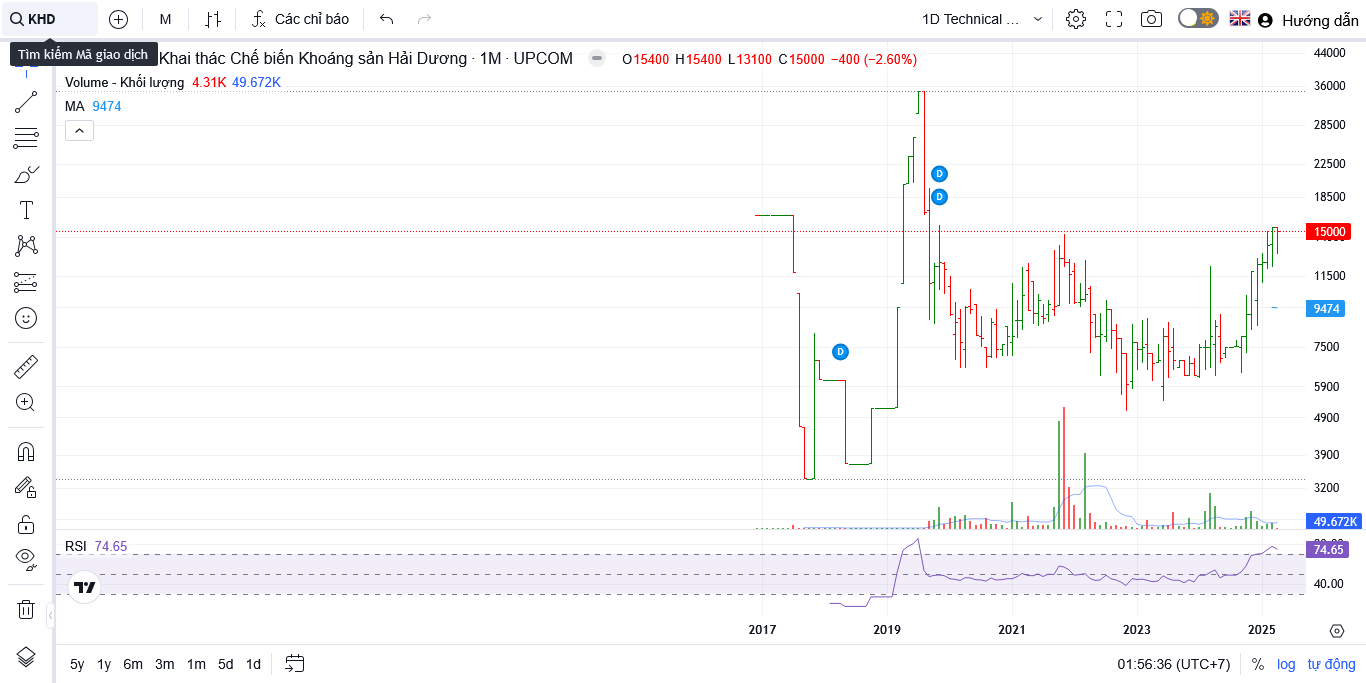 KHD
M
Các chỉ báo
1D Technical ...
Hướng dẫn
Tìm kiếm Mã giao dịch
Khai thác Chế biến Khoáng sản Hải Dương · 1M · UPCOM
O15400 H15400 L13100 C15000 −400 (−2.60%)
Volume - Khối lượng 4.31K 49.672K
MA 9474
44000
36000
28500
22500
18500
15000
11500
9474
7500
5900
4900
3900
3200
49.672K
D
D
D
RSI 74.65
74.65
40.00
2017
2019
2021
2023
2025
5y 1y 6m 3m 1m 5d 1d
01:56:36 (UTC+7)
%
log
tự động